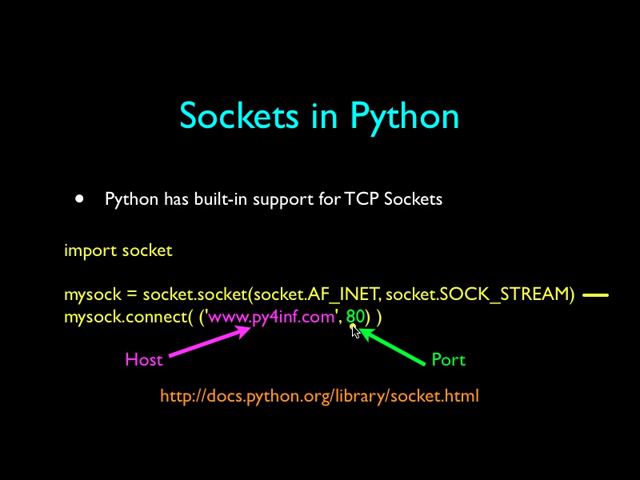 Sockets in Python
• Python has built-in support for TCP Sockets
import socket
mysock = socket.socket(socket.AF_INET, socket.SOCK_STREAM)
mysock.connect( ('www.py4inf.com', 80) )
Host Port
http://docs.python.org/library/socket.html